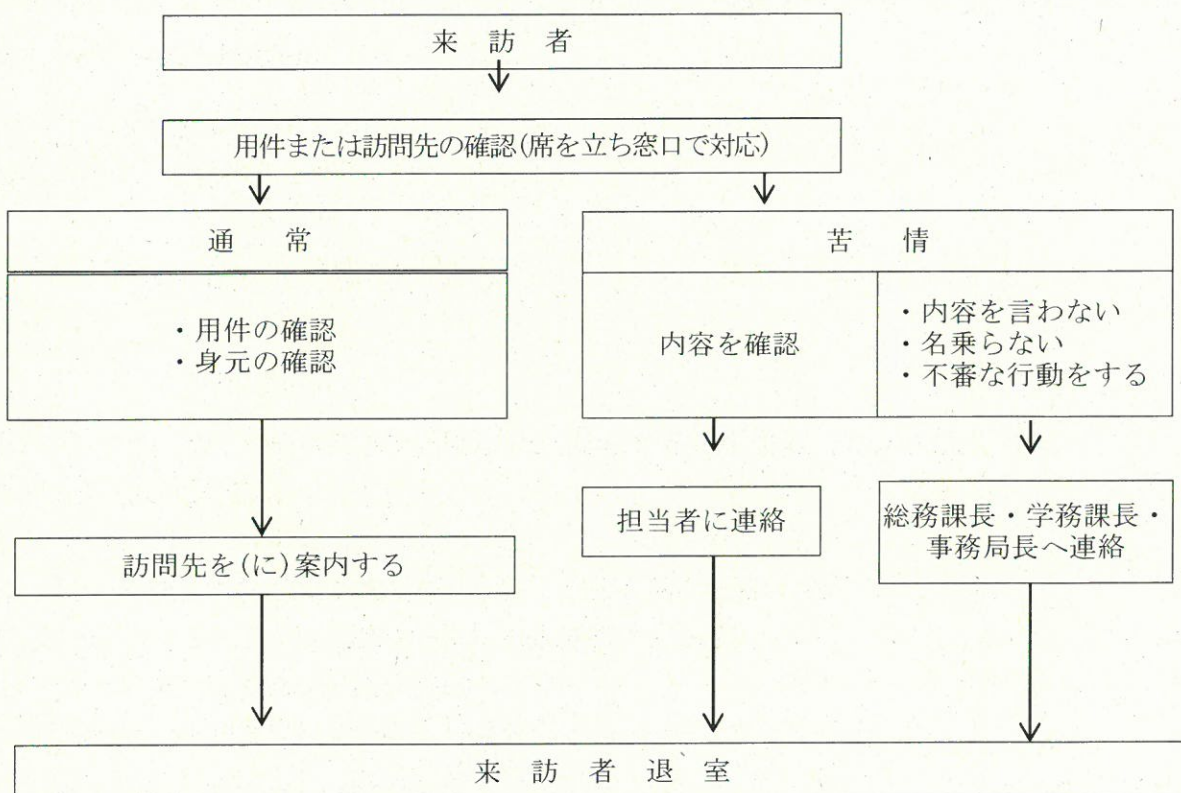 来訪者
用件または訪問先の確認(席を立ち窓口で対応)
通常
・用件の確認
・身元の確認
訪問先を(に)案内する
苦情
内容を確認
・内容を言わない
・名乗らない
・不審な行動をする
担当者に連絡
総務課長・学務課長・
事務局長へ連絡
来訪者退室